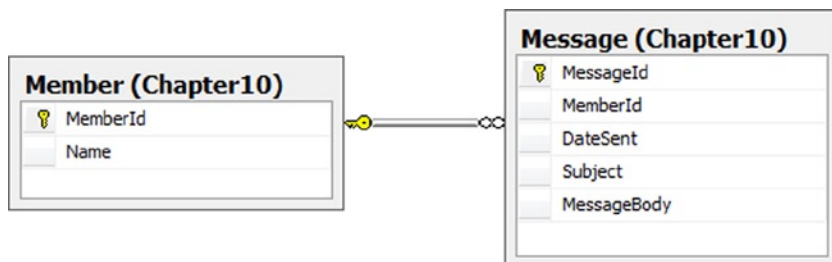 Member (Chapter10)
MemberId
Name
Message (Chapter10)
MessageId
MemberId
DateSent
Subject
MessageBody